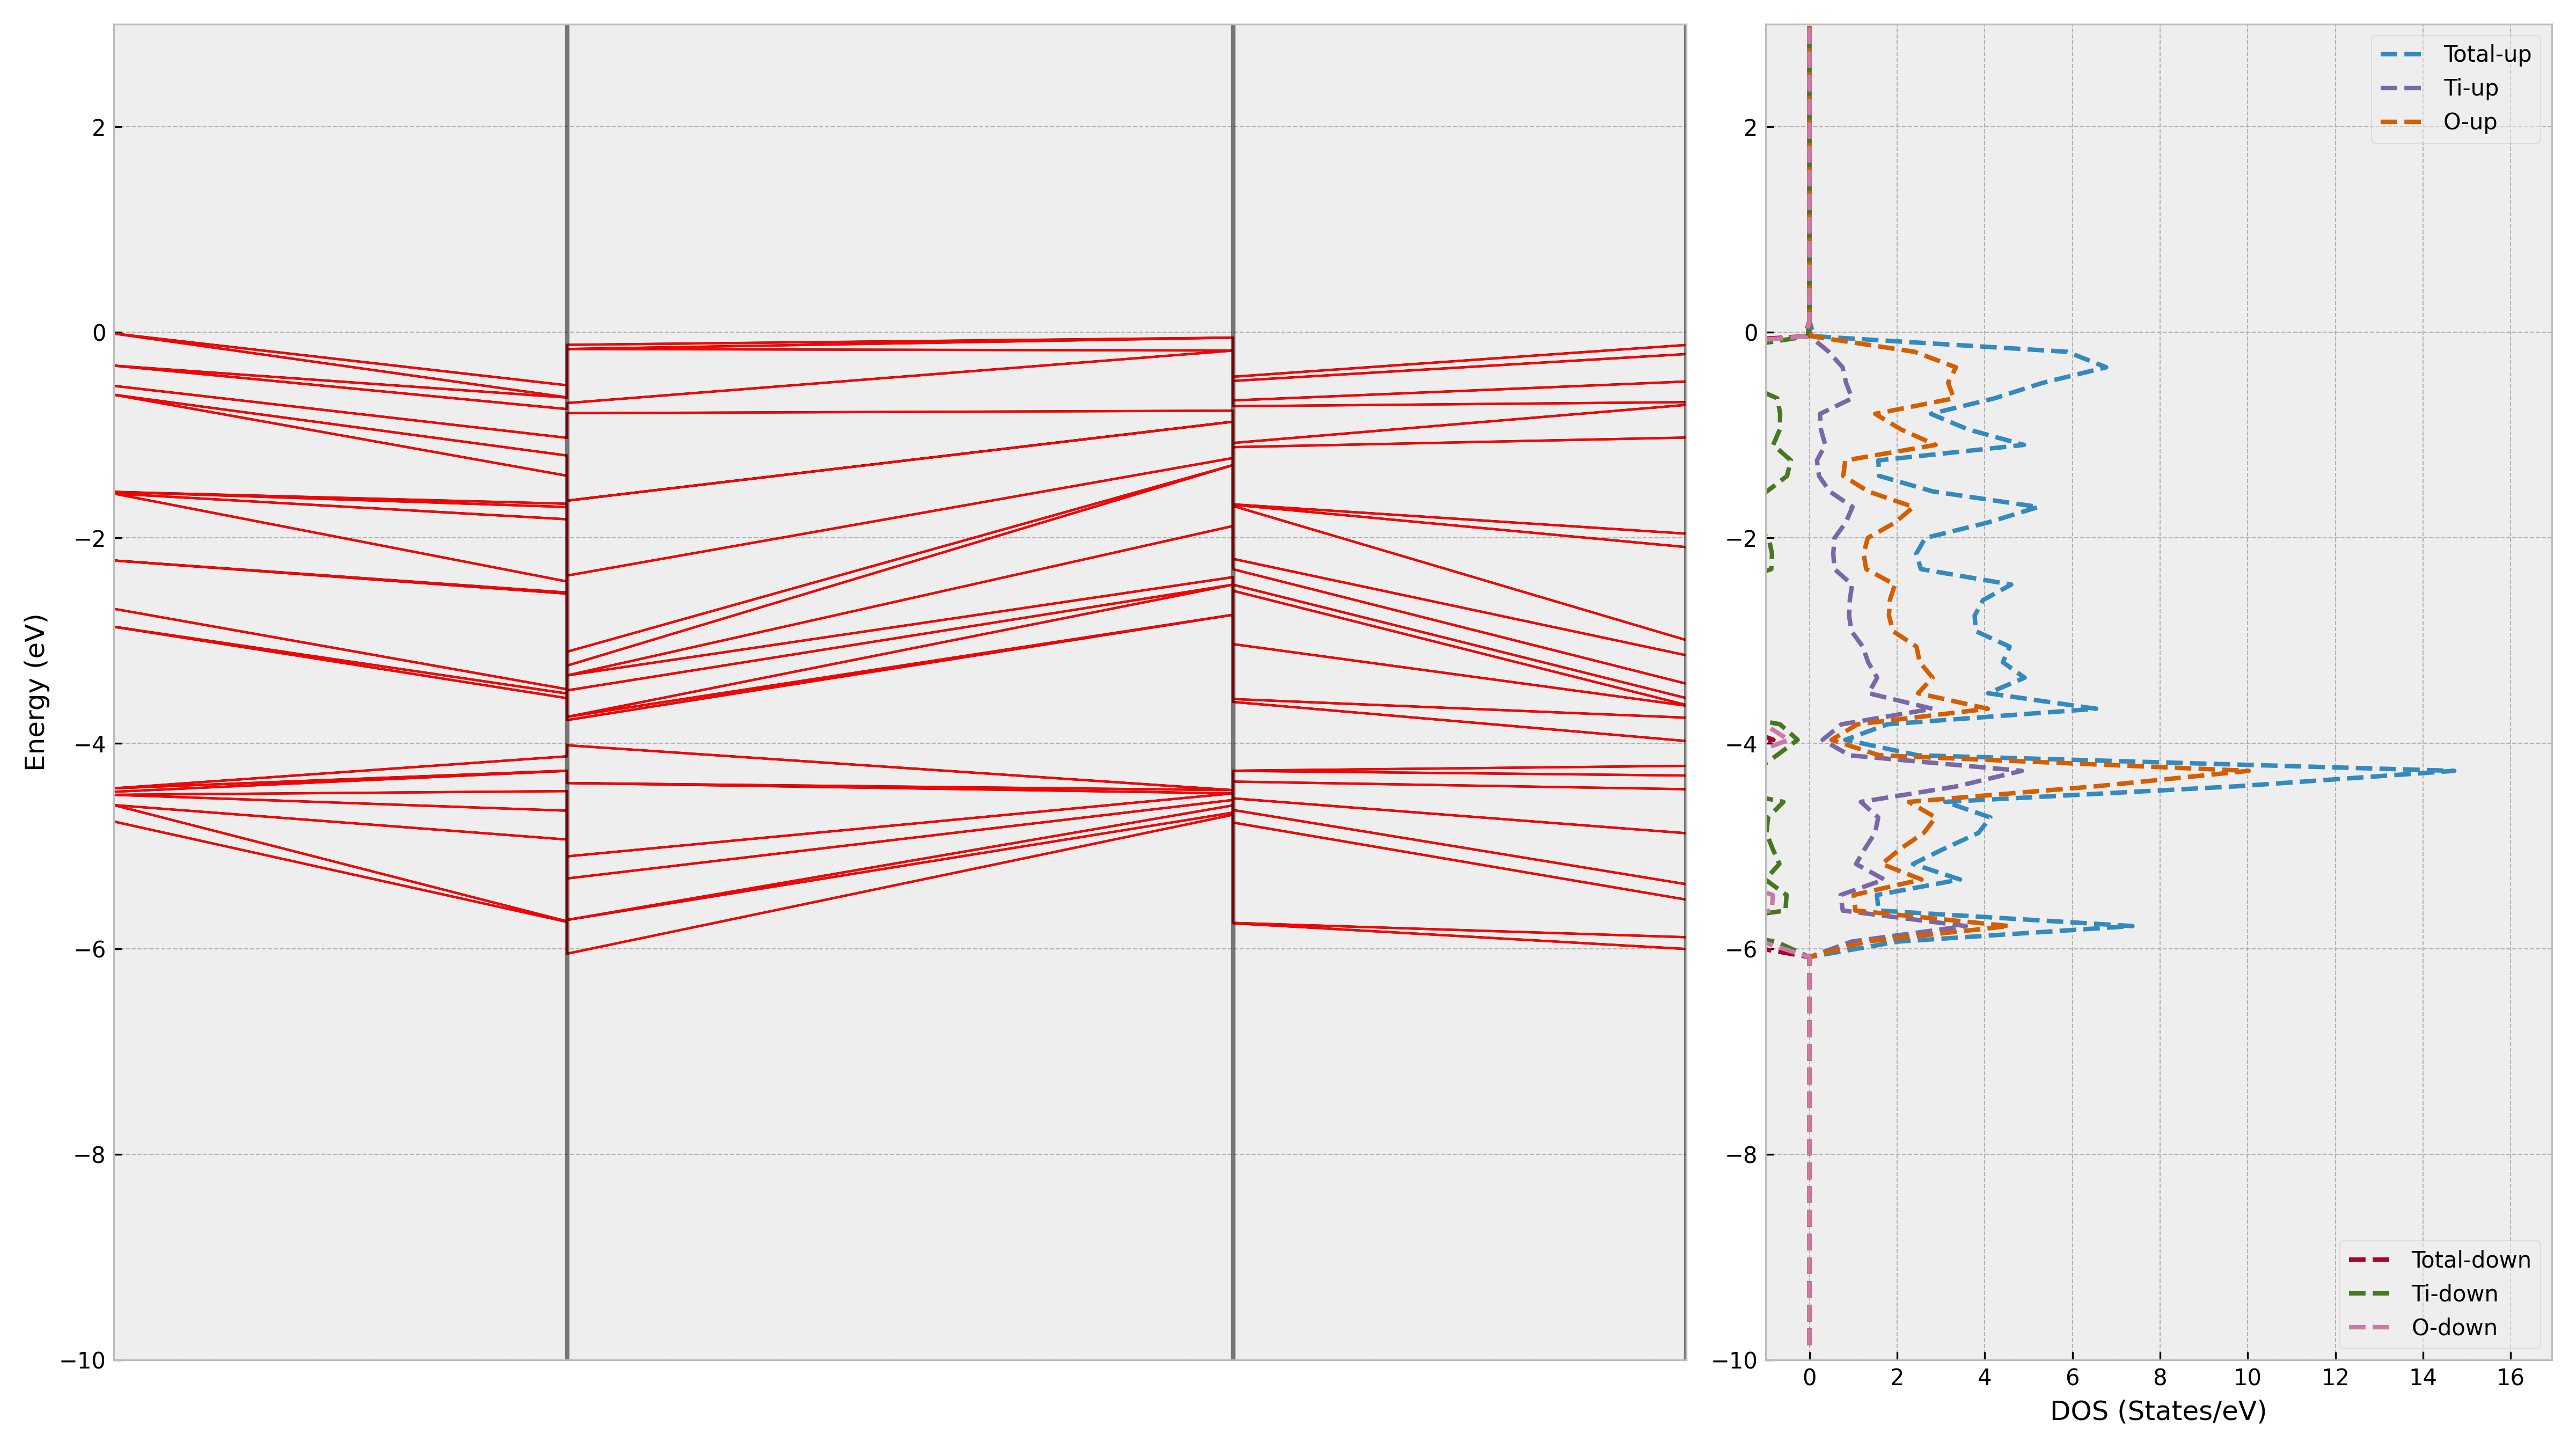 Energy (eV)
2
0
−2
−4
−6
−8
−10
2
0
−2
−4
−6
−8
−10
Total-up
Ti-up
O-up
Total-down
Ti-down
O-down
0 2 4 6 8 10 12 14 16
DOS (States/eV)